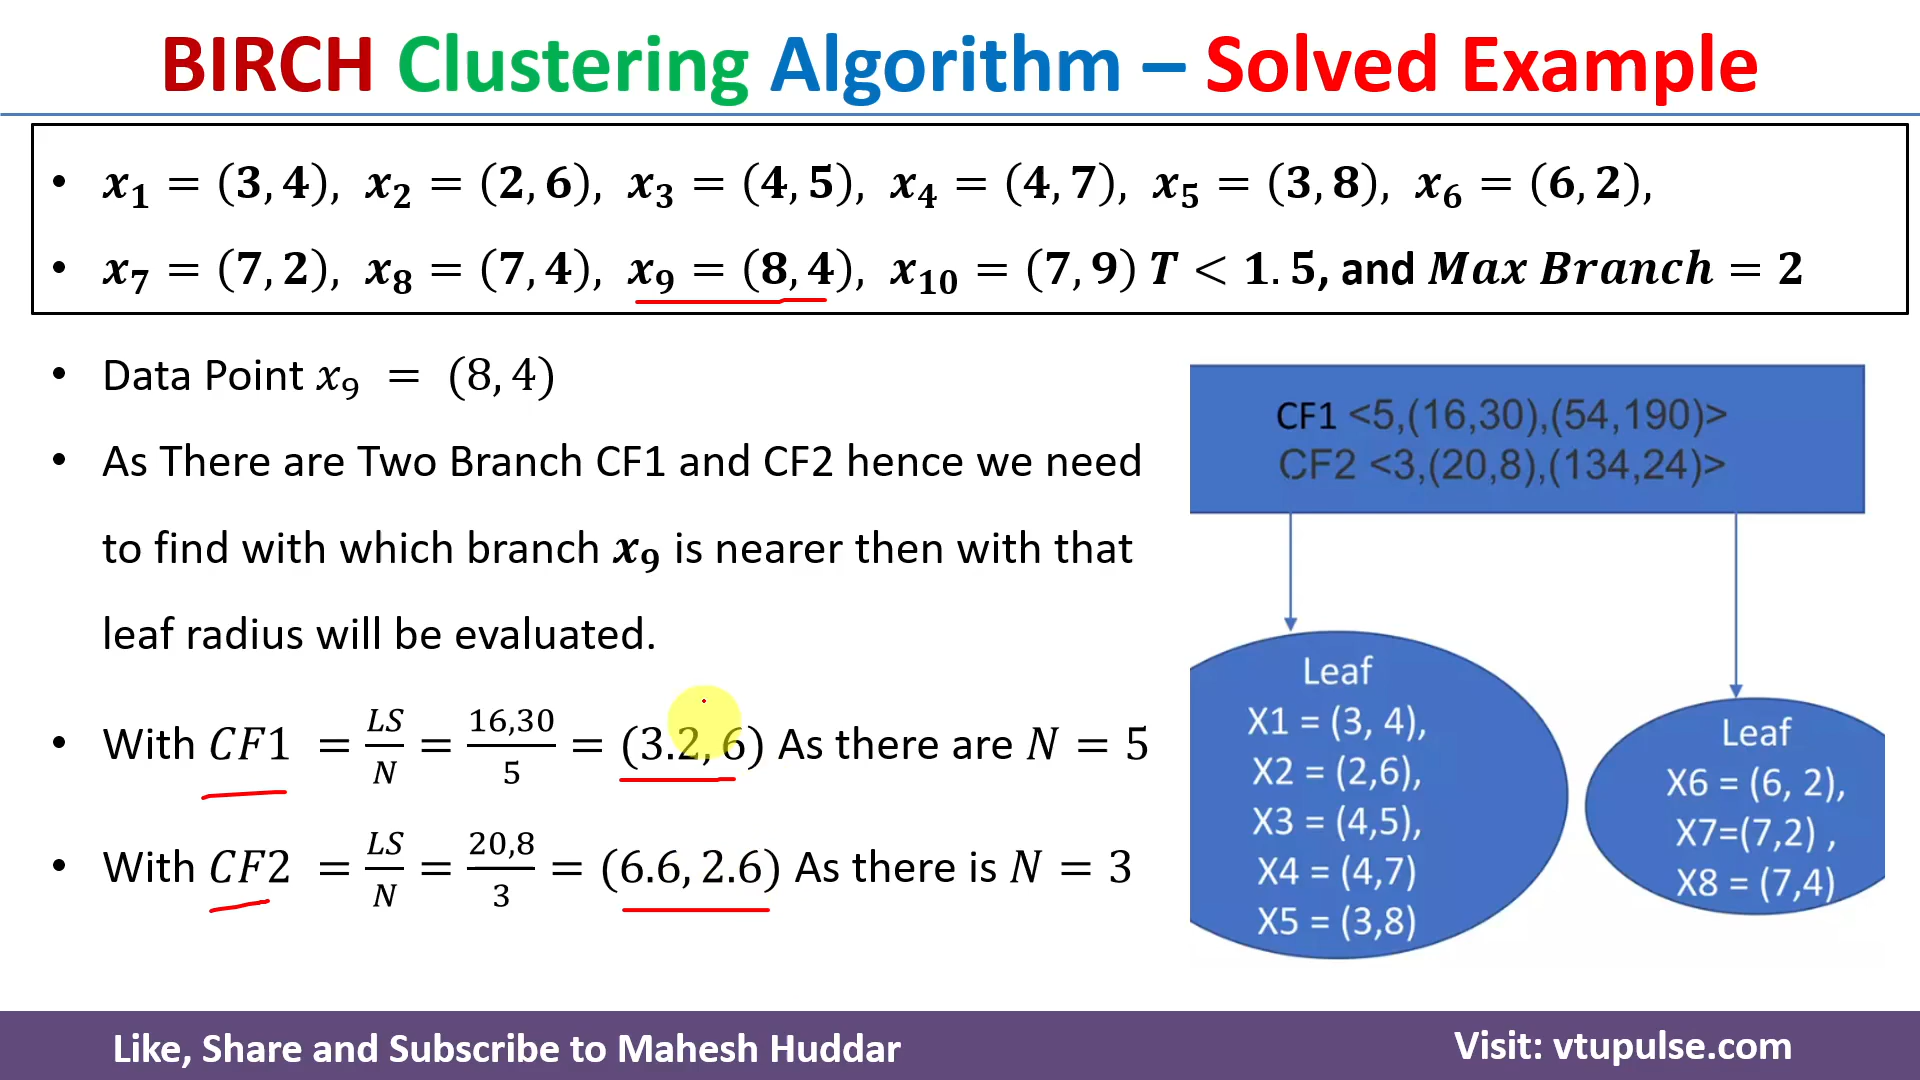 BIRCH Clustering Algorithm – Solved Example
• x₁ = (3, 4), x₂ = (2, 6), x₃ = (4, 5), x₄ = (4, 7), x₅ = (3, 8), x₆ = (6, 2),
• x₇ = (7, 2), x₈ = (7, 4), x₉ = (8, 4), x₁₀ = (7, 9) T < 1.5, and Max Branch = 2
• Data Point x₉ = (8, 4)
• As There are Two Branch CF1 and CF2 hence we need
to find with which branch x₉ is nearer then with that
leaf radius will be evaluated.
• With CF1 = LS/N = 16,30/5 = (3.2, 6) As there are N = 5
• With CF2 = LS/N = 20,8/3 = (6.6, 2.6) As there is N = 3
CF1 <5,(16,30),(54,190)>
CF2 <3,(20,8),(134,24)>
Leaf
X1 = (3, 4),
X2 = (2,6),
X3 = (4,5),
X4 = (4,7)
X5 = (3,8)
Leaf
X6 = (6, 2),
X7=(7,2) ,
X8 = (7,4)
Like, Share and Subscribe to Mahesh Huddar
Visit: vtupulse.com